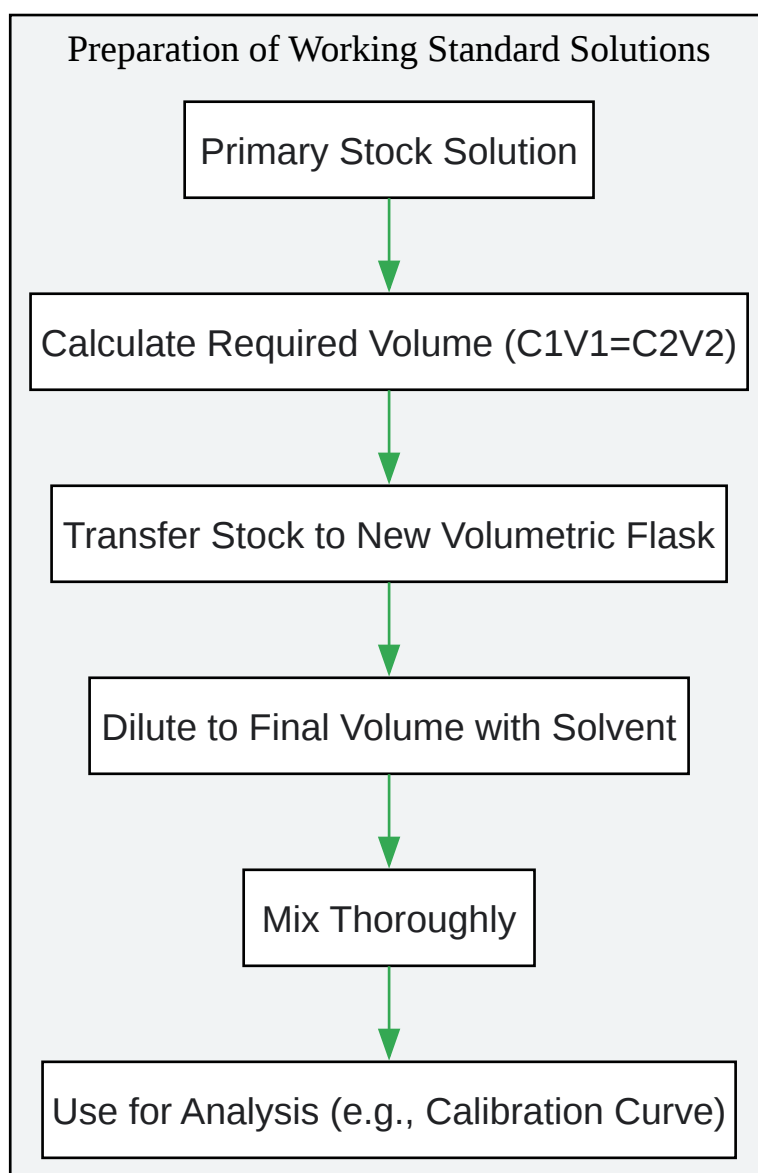 Preparation of Working Standard Solutions
Primary Stock Solution
Calculate Required Volume (C1V1=C2V2)
Transfer Stock to New Volumetric Flask
Dilute to Final Volume with Solvent
Mix Thoroughly
Use for Analysis (e.g., Calibration Curve)